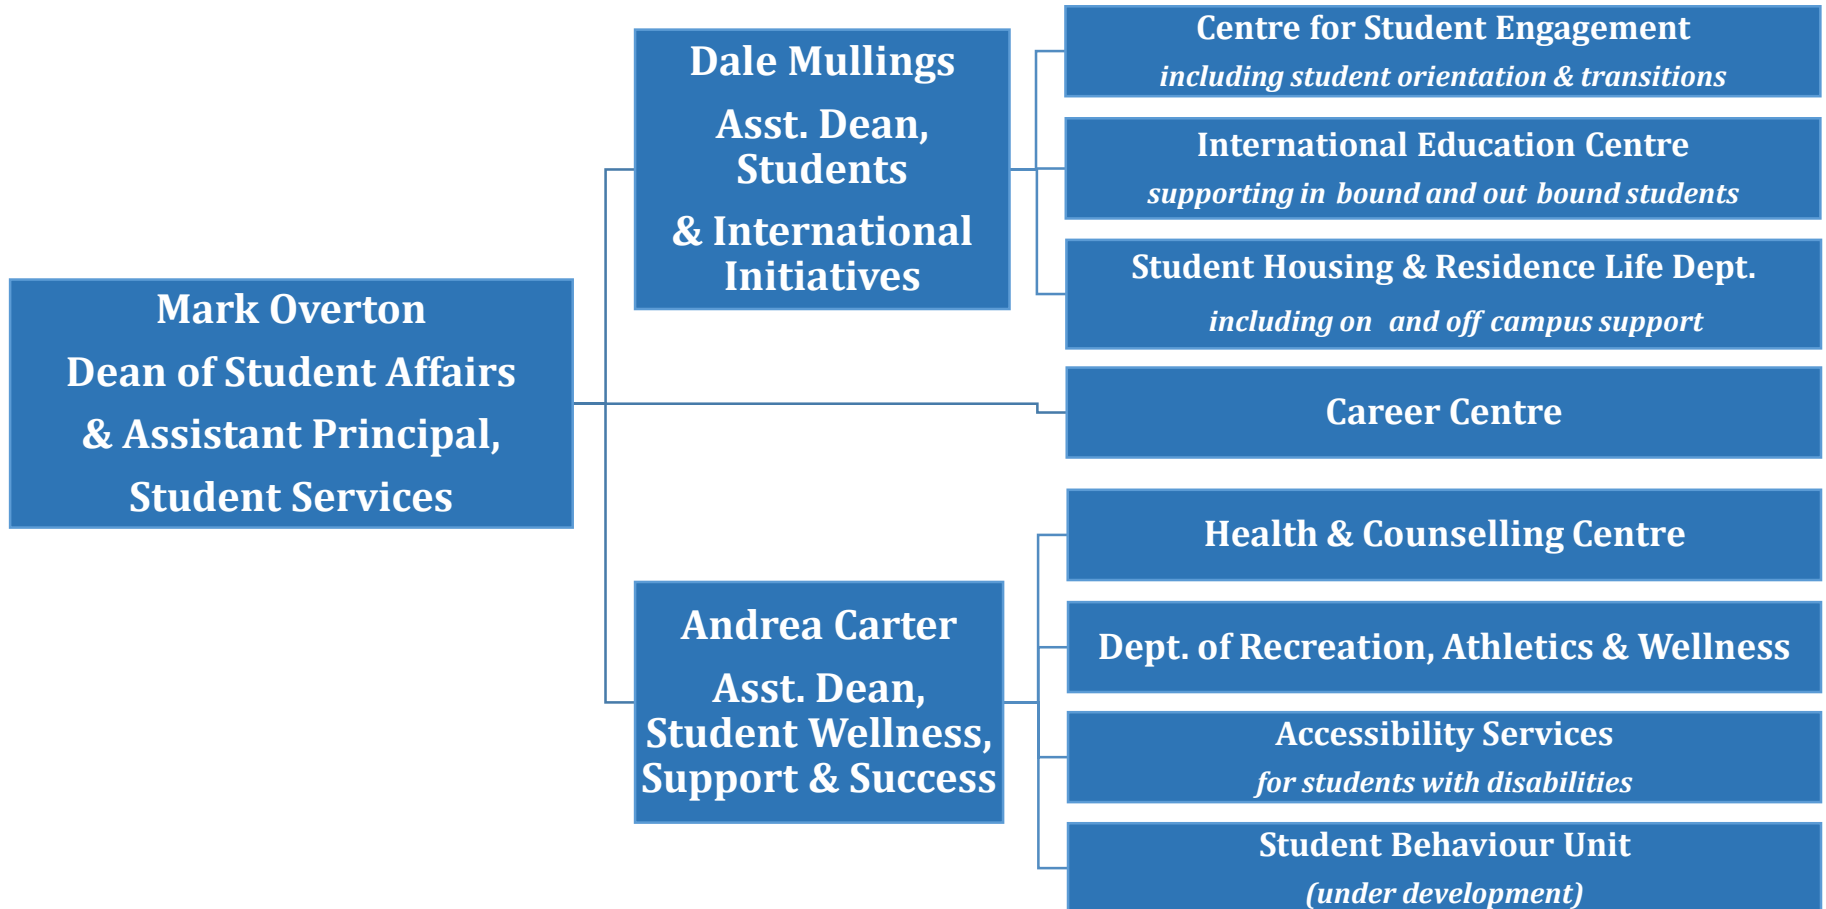 Mark Overton
Dean of Student Affairs
& Assistant Principal,
Student Services
Dale Mullings
Asst. Dean,
Students
& International
Initiatives
Centre for Student Engagement
including student orientation & transitions
International Education Centre
supporting in bound and out bound students
Student Housing & Residence Life Dept.
including on and off campus support
Career Centre
Andrea Carter
Asst. Dean,
Student Wellness,
Support & Success
Health & Counselling Centre
Dept. of Recreation, Athletics & Wellness
Accessibility Services
for students with disabilities
Student Behaviour Unit
(under development)